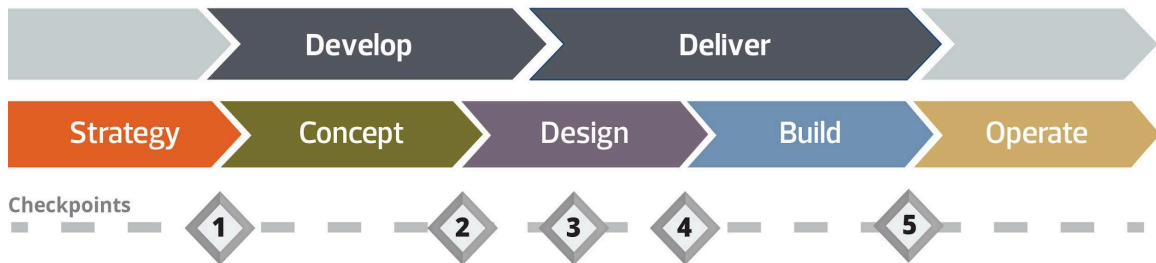 Develop Deliver
Strategy Concept Design Build Operate
Checkpoints
1 2 3 4 5